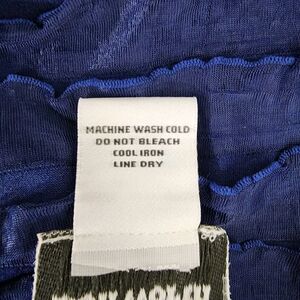 MACHINE WASH COLD
DO NOT BLEACH
COOL IRON
LINE DRY